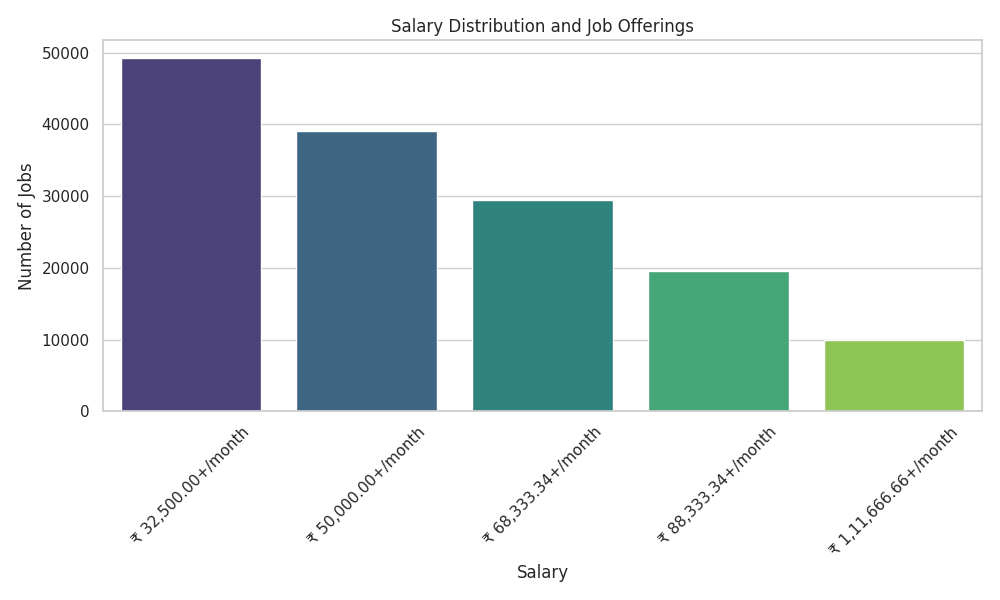 Salary Distribution and Job Offerings
Number of Jobs
50000
40000
30000
20000
10000
0
₹ 32,500.00+/month
₹ 50,000.00+/month
₹ 68,333.34+/month
₹ 88,333.34+/month
₹ 1,11,666.66+/month
Salary